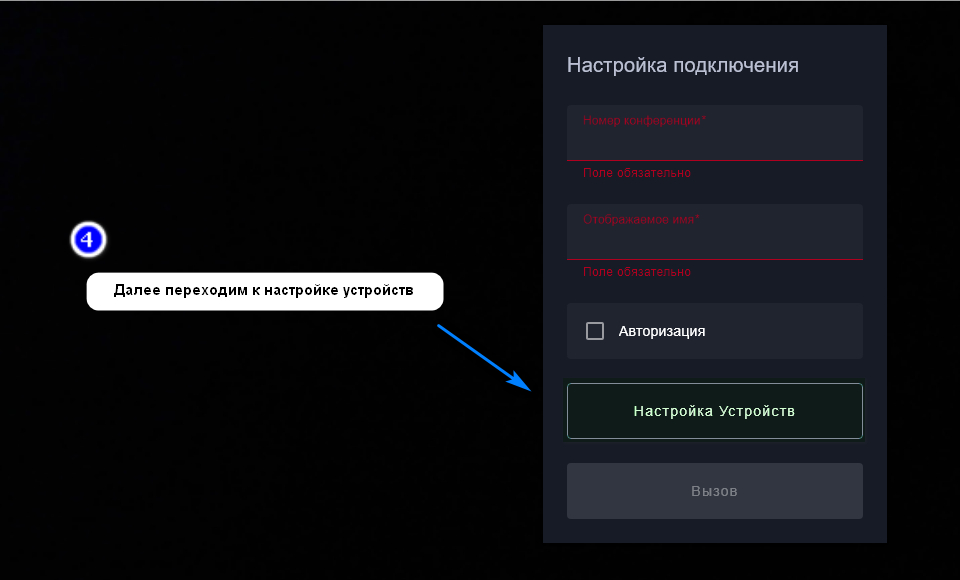 Настройка подключения
Номер конференции*
Поле обязательно
Отображаемое имя*
Поле обязательно
4
Далее переходим к настройке устройств
Авторизация
Настройка Устройств
Вызов